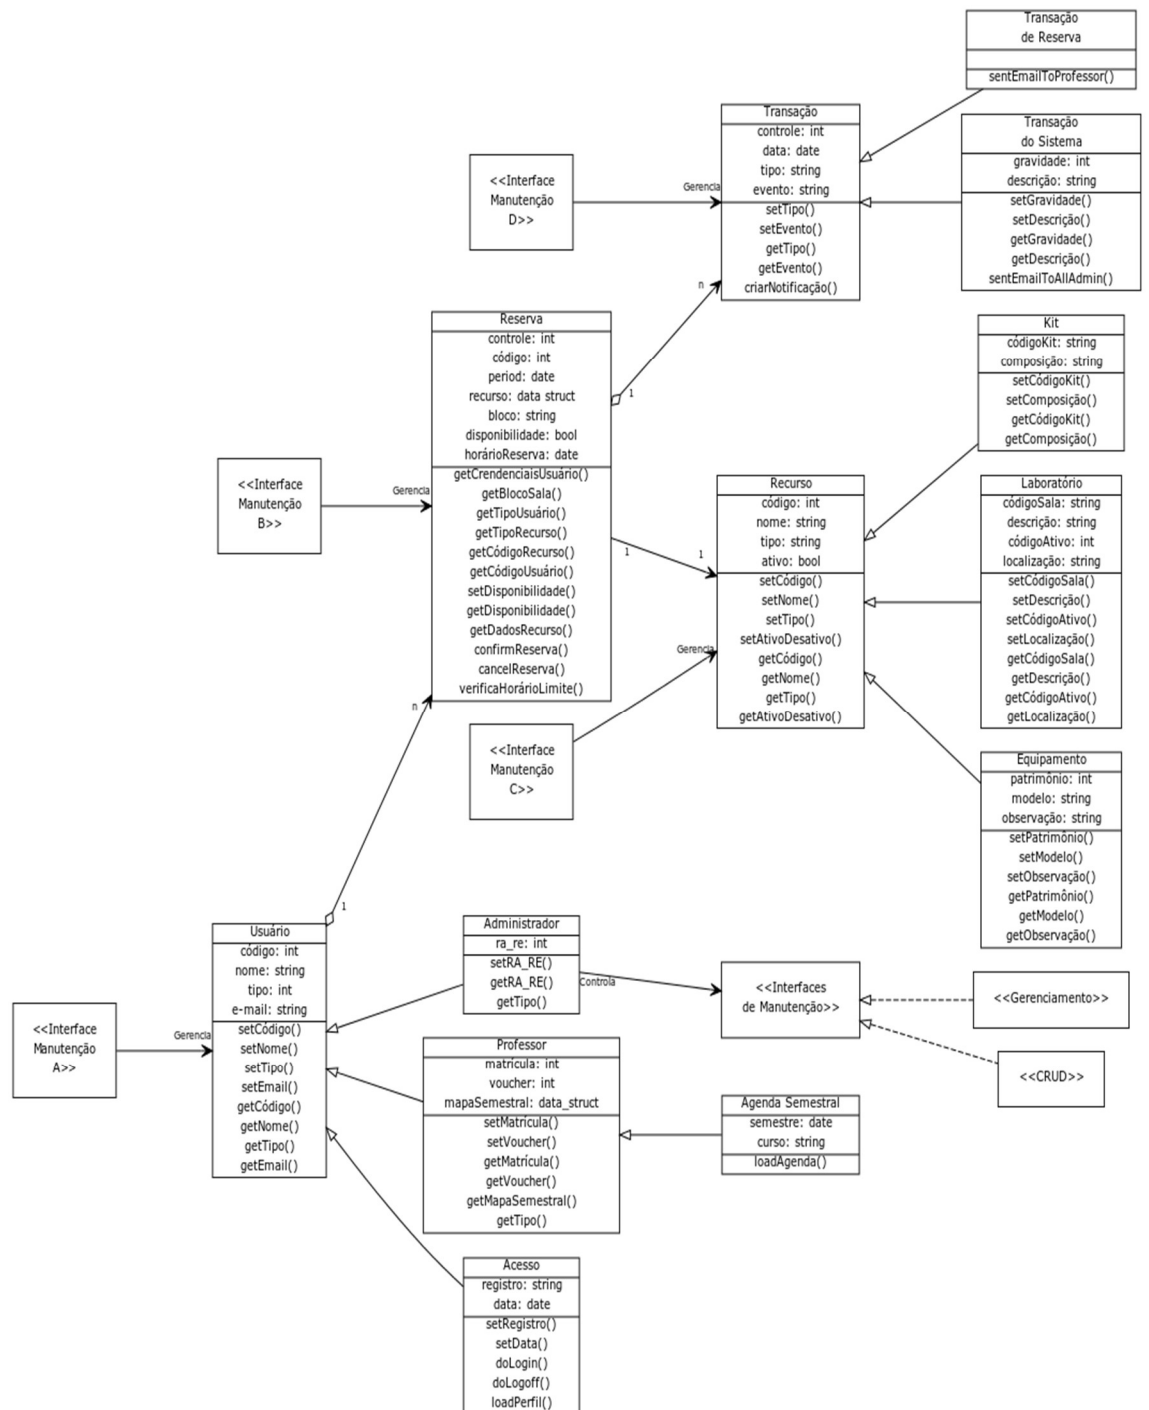 Transação
de Reserva
sentEmailToProfessor()
Transação
controle: int
data: date
tipo: string
evento: string
setTipo()
setEvento()
getTipo()
getEvento()
criarNotificação()
Transação
do Sistema
gravidade: int
descrição: string
setGravidade()
setDescrição()
getGravidade()
getDescrição()
sentEmailToAllAdmin()
<<Interface
Manutenção
D>>
Gerencia
n
1
Reserva
controle: int
código: int
period: date
recurso: data struct
bloco: string
disponibilidade: bool
horárioReserva: date
getCrendenciaisUsuário()
getBlocoSala()
getTipoUsuário()
getTipoRecurso()
getCódigoRecurso()
getCódigoUsuário()
setDisponibilidade()
getDisponibilidade()
getDadosRecurso()
confirmReserva()
cancelReserva()
verificaHorárioLimite()
Kit
códigoKit: string
composição: string
setCódigoKit()
setComposição()
getCódigoKit()
getComposição()
<<Interface
Manutenção
B>>
Gerencia
1
1
Recurso
código: int
nome: string
tipo: string
ativo: bool
setCódigo()
setNome()
setTipo()
setAtivoDesativo()
getCódigo()
getNome()
getTipo()
getAtivoDesativo()
Laboratório
códigoSala: string
descrição: string
códigoAtivo: int
localização: string
setCódigoSala()
setDescrição()
setCódigoAtivo()
setLocalização()
getCódigoSala()
getDescrição()
getCódigoAtivo()
getLocalização()
Gerencia
<<Interface
Manutenção
C>>
n
1
Equipamento
patrimônio: int
modelo: string
observação: string
setPatrimônio()
setModelo()
setObservação()
getPatrimônio()
getModelo()
getObservação()
Usuário
código: int
nome: string
tipo: int
e-mail: string
setCódigo()
setNome()
setTipo()
setEmail()
getCódigo()
getNome()
getTipo()
getEmail()
<<Interface
Manutenção
A>>
Gerencia
Administrador
ra_re: int
setRA_RE()
getRA_RE()
getTipo()
Controla
<<Interfaces
de Manutenção>>
<<Gerenciamento>>
<<CRUD>>
Professor
matrícula: int
voucher: int
mapaSemestral: data_struct
setMatrícula()
setVoucher()
getMatrícula()
getVoucher()
getMapaSemestral()
getTipo()
Agenda Semestral
semestre: date
curso: string
loadAgenda()
Acesso
registro: string
data: date
setRegistro()
setData()
doLogin()
doLogoff()
loadPerfil()